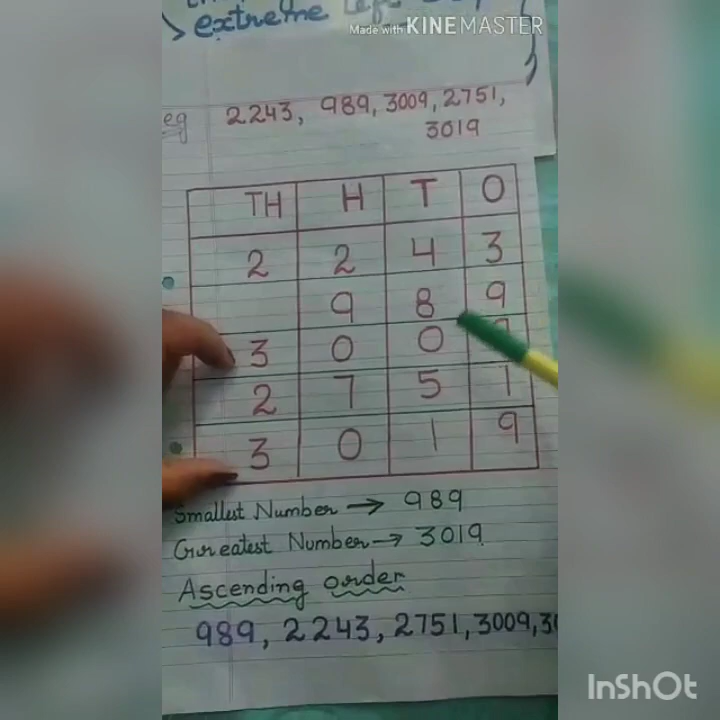 extreme left
Made with KINEMASTER
eg 2243, 989, 3009, 2751,
3019
TH H T O
2 2 4 3
9 8 9
3 0 0
2 7 5 1
3 0 1 9
Smallest Number → 989
Greatest Number → 3019
Ascending order
989, 2243, 2751, 3009,
InShOt